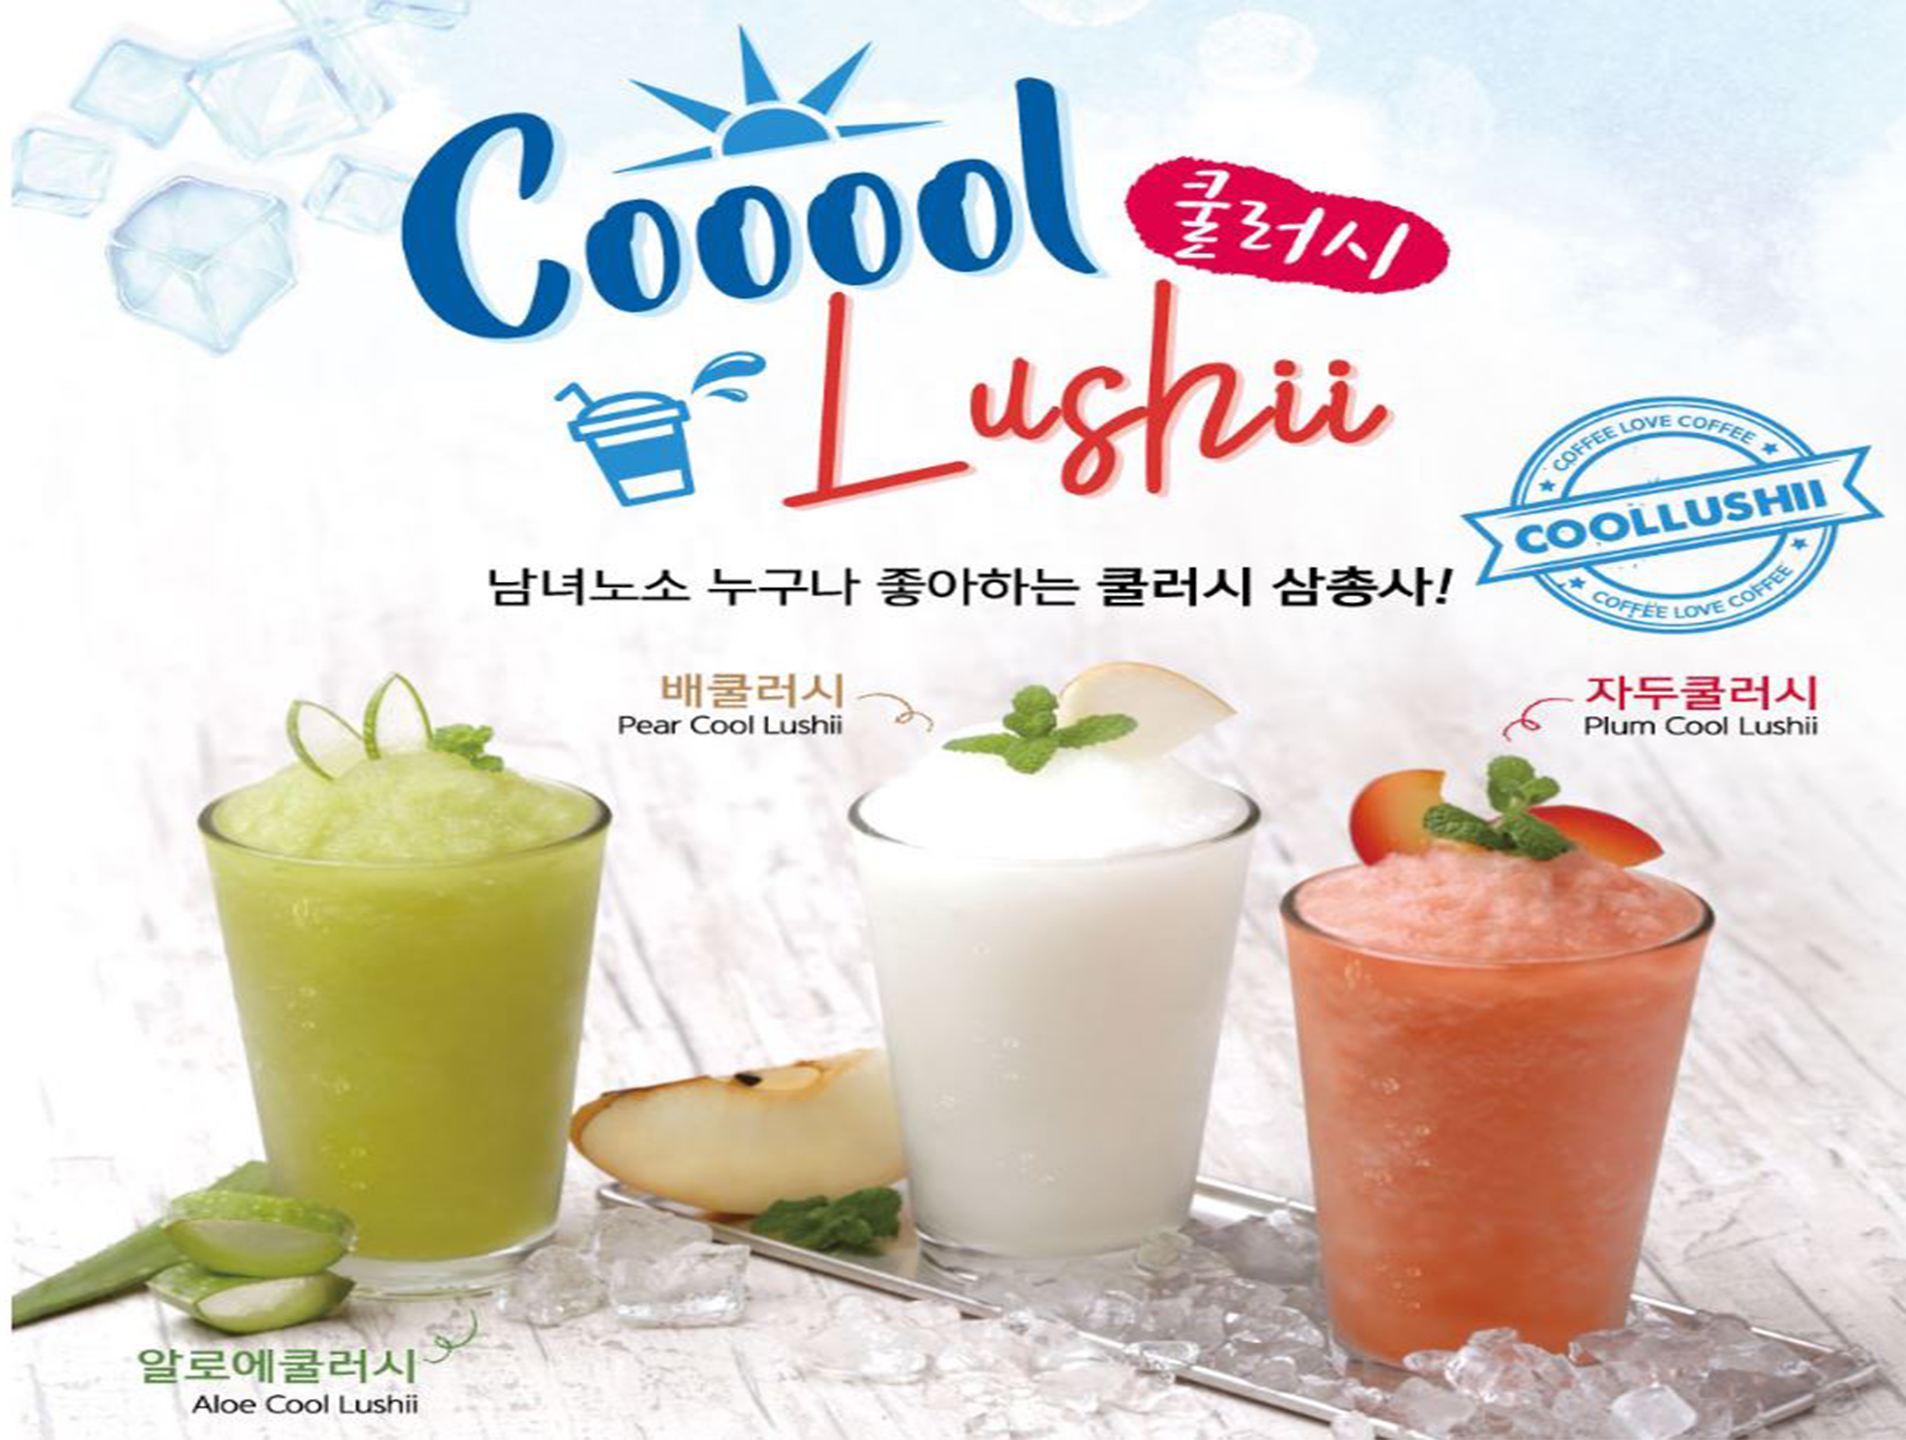 Cooool
쿨러시
Lushii
COFFEE LOVE COFFEE
COOLLUSHII
COFFEE LOVE COFFEE
남녀노소 누구나 좋아하는 쿨러시 삼총사!
배쿨러시
Pear Cool Lushii
자두쿨러시
Plum Cool Lushii
알로에쿨러시
Aloe Cool Lushii